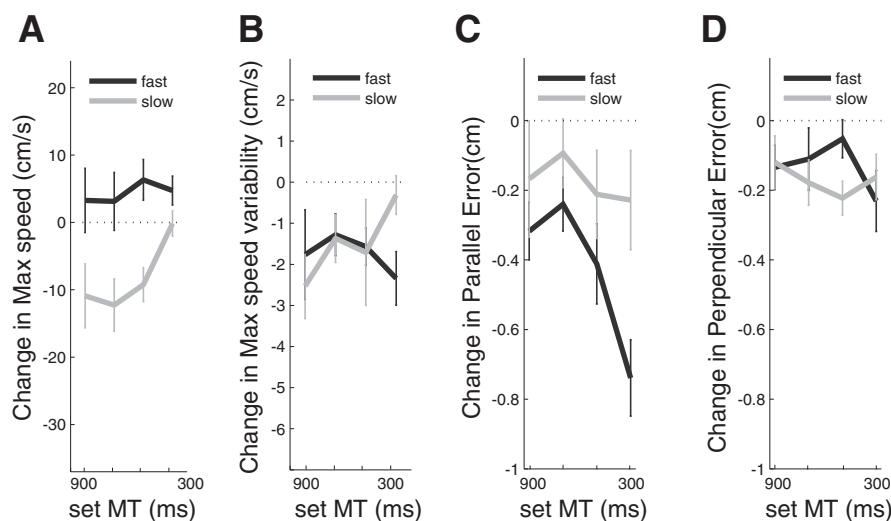 A
B
C
D
fast
slow
20
10
0
-10
-20
-30
Change in Max speed (cm/s)
900
300
set MT (ms)
fast
slow
2
1
0
-1
-2
-3
-4
-5
-6
Change in Max speed variability (cm/s)
900
300
set MT (ms)
fast
slow
0
-0.2
-0.4
-0.6
-0.8
-1
Change in Parallel Error(cm)
900
300
set MT (ms)
fast
slow
0
-0.2
-0.4
-0.6
-0.8
-1
Change in Perpendicular Error(cm)
900
300
set MT (ms)